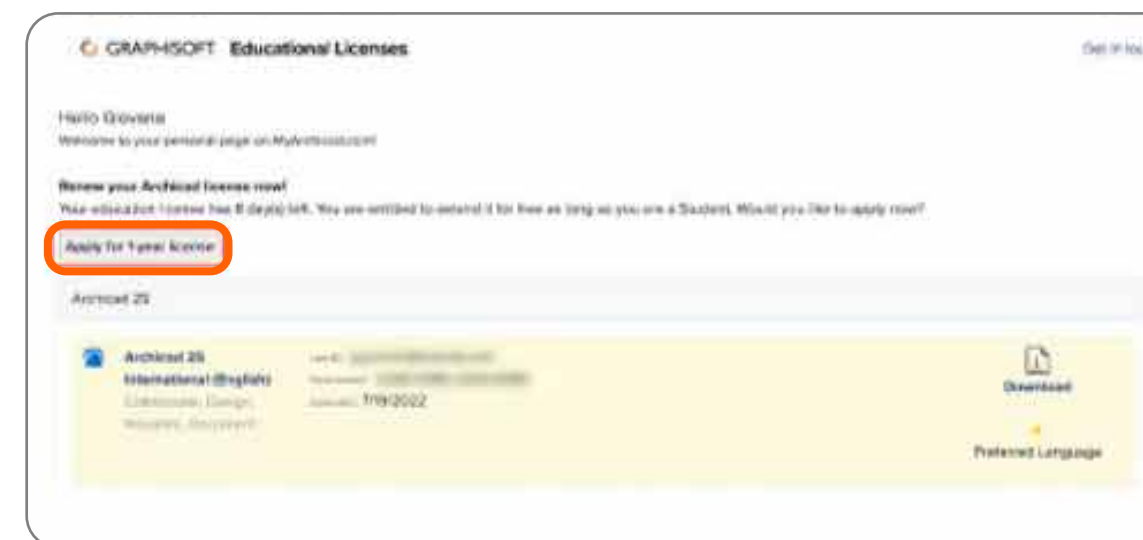 GRAPHISOFT Educational Licenses
Get in
Hello Giovana
Welcome to your personal page on MyArchicad.com!
Renew your Archicad license now!
Your education license has 8 day(s) left. You are entitled to extend it for free as long as you are a Student. Would you like to apply now?
Apply for 1-year license
Archicad 25
Archicad 25
International (English)
7/19/2022
Download
Preferred Language